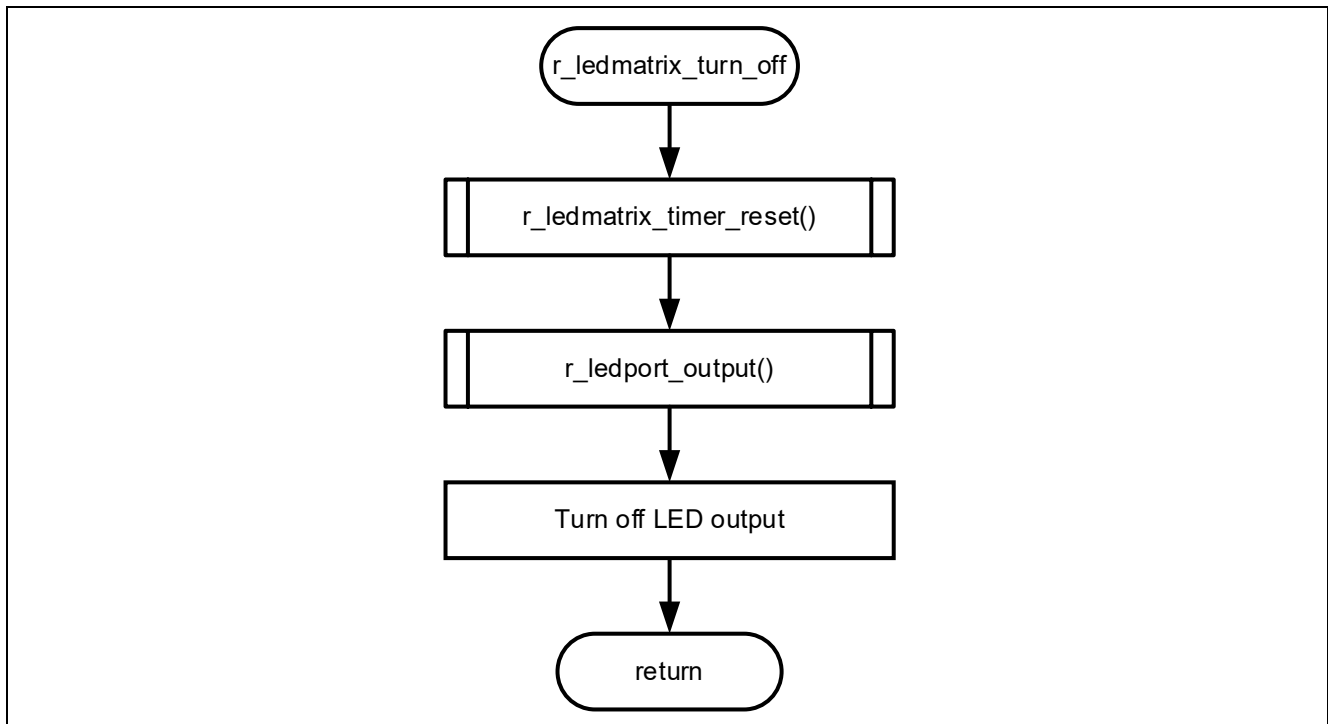 r_ledmatrix_turn_off
r_ledmatrix_timer_reset()
r_ledport_output()
Turn off LED output
return